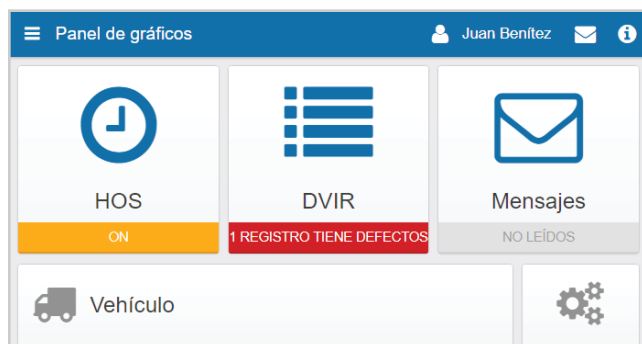 Panel de gráficos
Juan Benítez
HOS
DVIR
Mensajes
ON
1 REGISTRO TIENE DEFECTOS
NO LEÍDOS
Vehículo